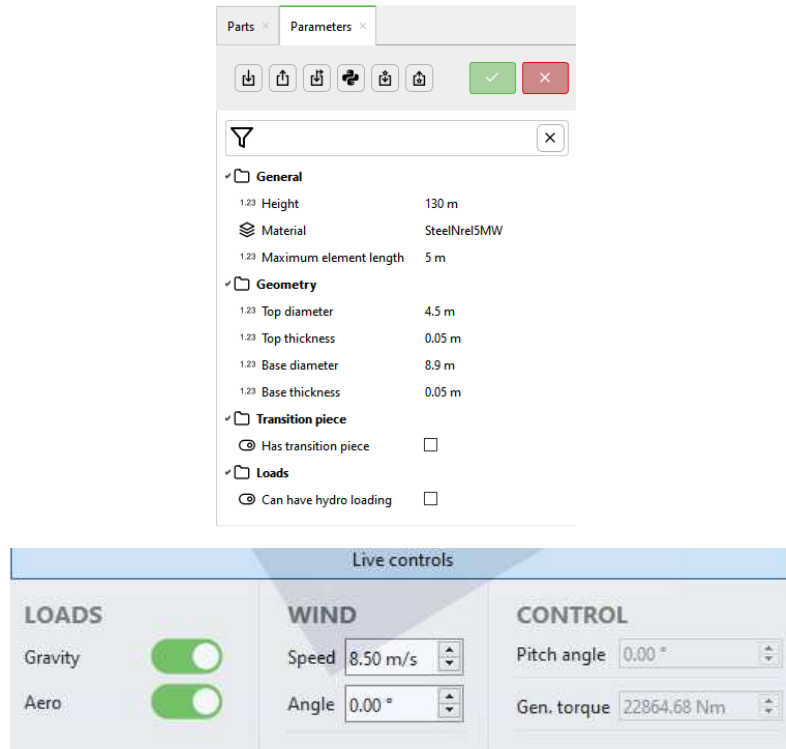 Parts × Parameters ×
General
1.23 Height 130 m
Material SteelNrel5MW
1.23 Maximum element length 5 m
Geometry
1.23 Top diameter 4.5 m
1.23 Top thickness 0.05 m
1.23 Base diameter 8.9 m
1.23 Base thickness 0.05 m
Transition piece
Has transition piece
Loads
Can have hydro loading
Live controls
LOADS WIND CONTROL
Gravity Speed 8.50 m/s Pitch angle 0.00 °
Aero Angle 0.00 ° Gen. torque 22864.68 Nm